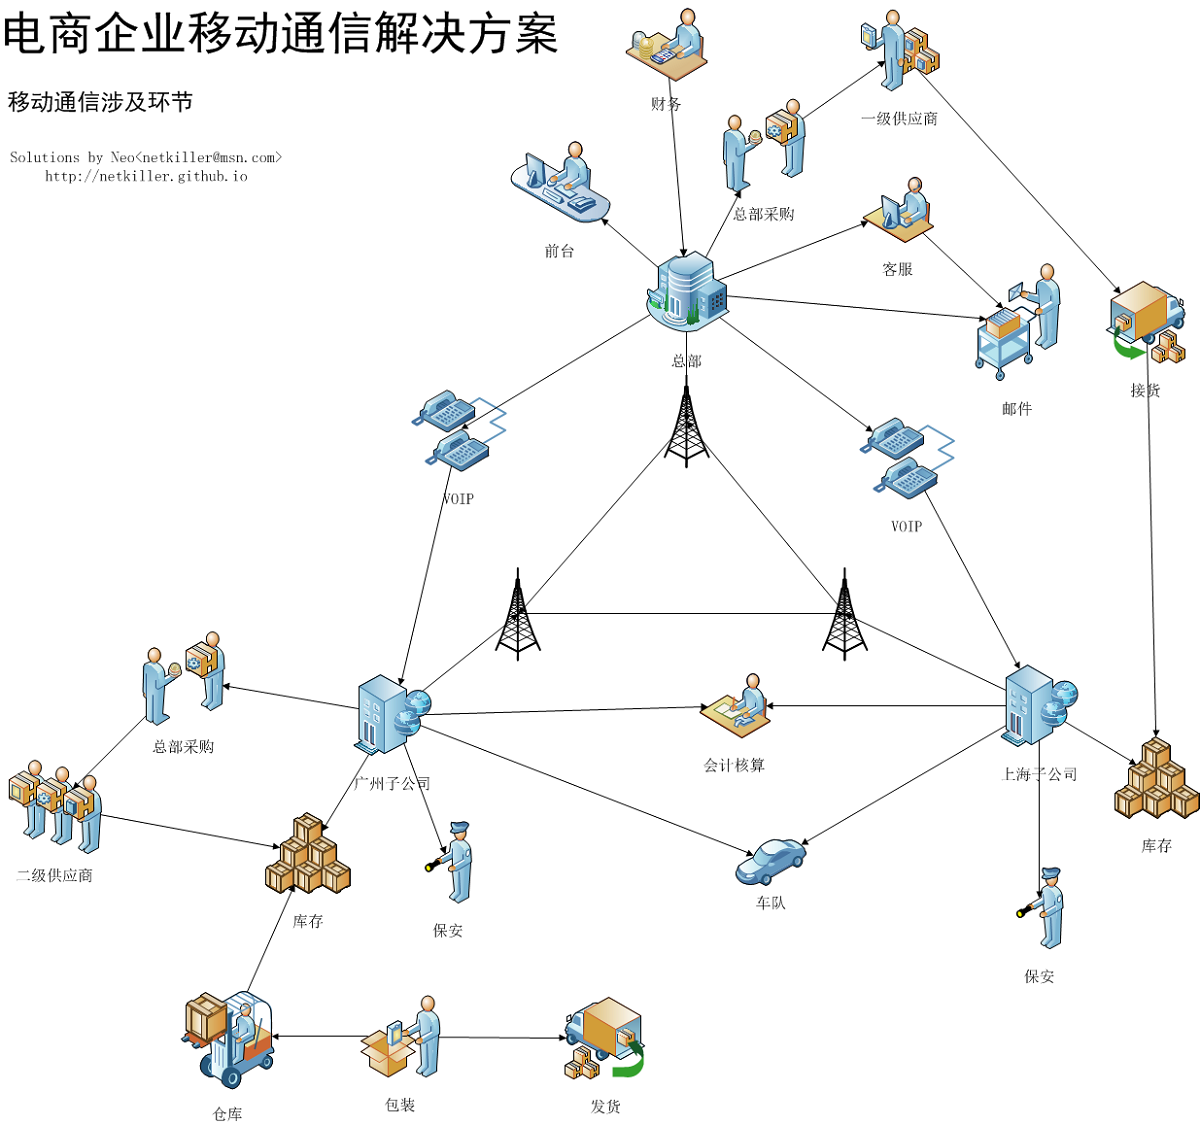 电商企业移动通信解决方案
移动通信涉及环节
Solutions by Neo<netkiller@msn.com>
http://netkiller.github.io
财务
一级供应商
总部采购
前台
客服
总部
接货
邮件
VOIP
VOIP
总部采购
会计核算
广州子公司
上海子公司
库存
二级供应商
车队
库存
保安
保安
仓库
包装
发货